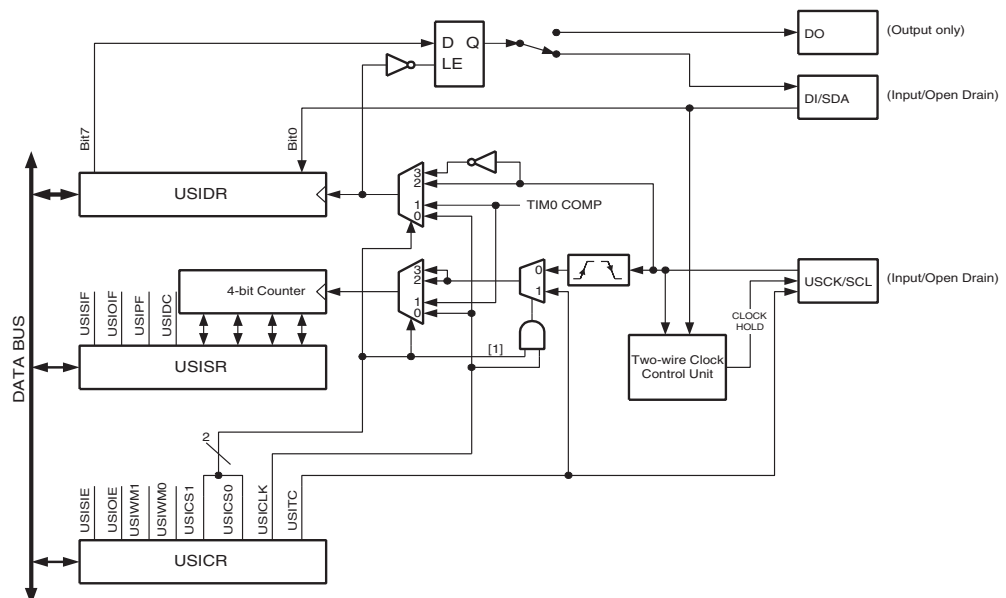 D Q
LE
DO
(Output only)
DI/SDA
(Input/Open Drain)
Bit7
Bit0
USIDR
3
2
1
0
TIM0 COMP
4-bit Counter
3
2
1
0
0
1
USCK/SCL
(Input/Open Drain)
CLOCK
HOLD
USISIF
USIOIF
USIPF
USIDC
USISR
[1]
Two-wire Clock
Control Unit
DATA BUS
2
USISIE
USIOIE
USIWM1
USIWM0
USICS1
USICS0
USICLK
USITC
USICR